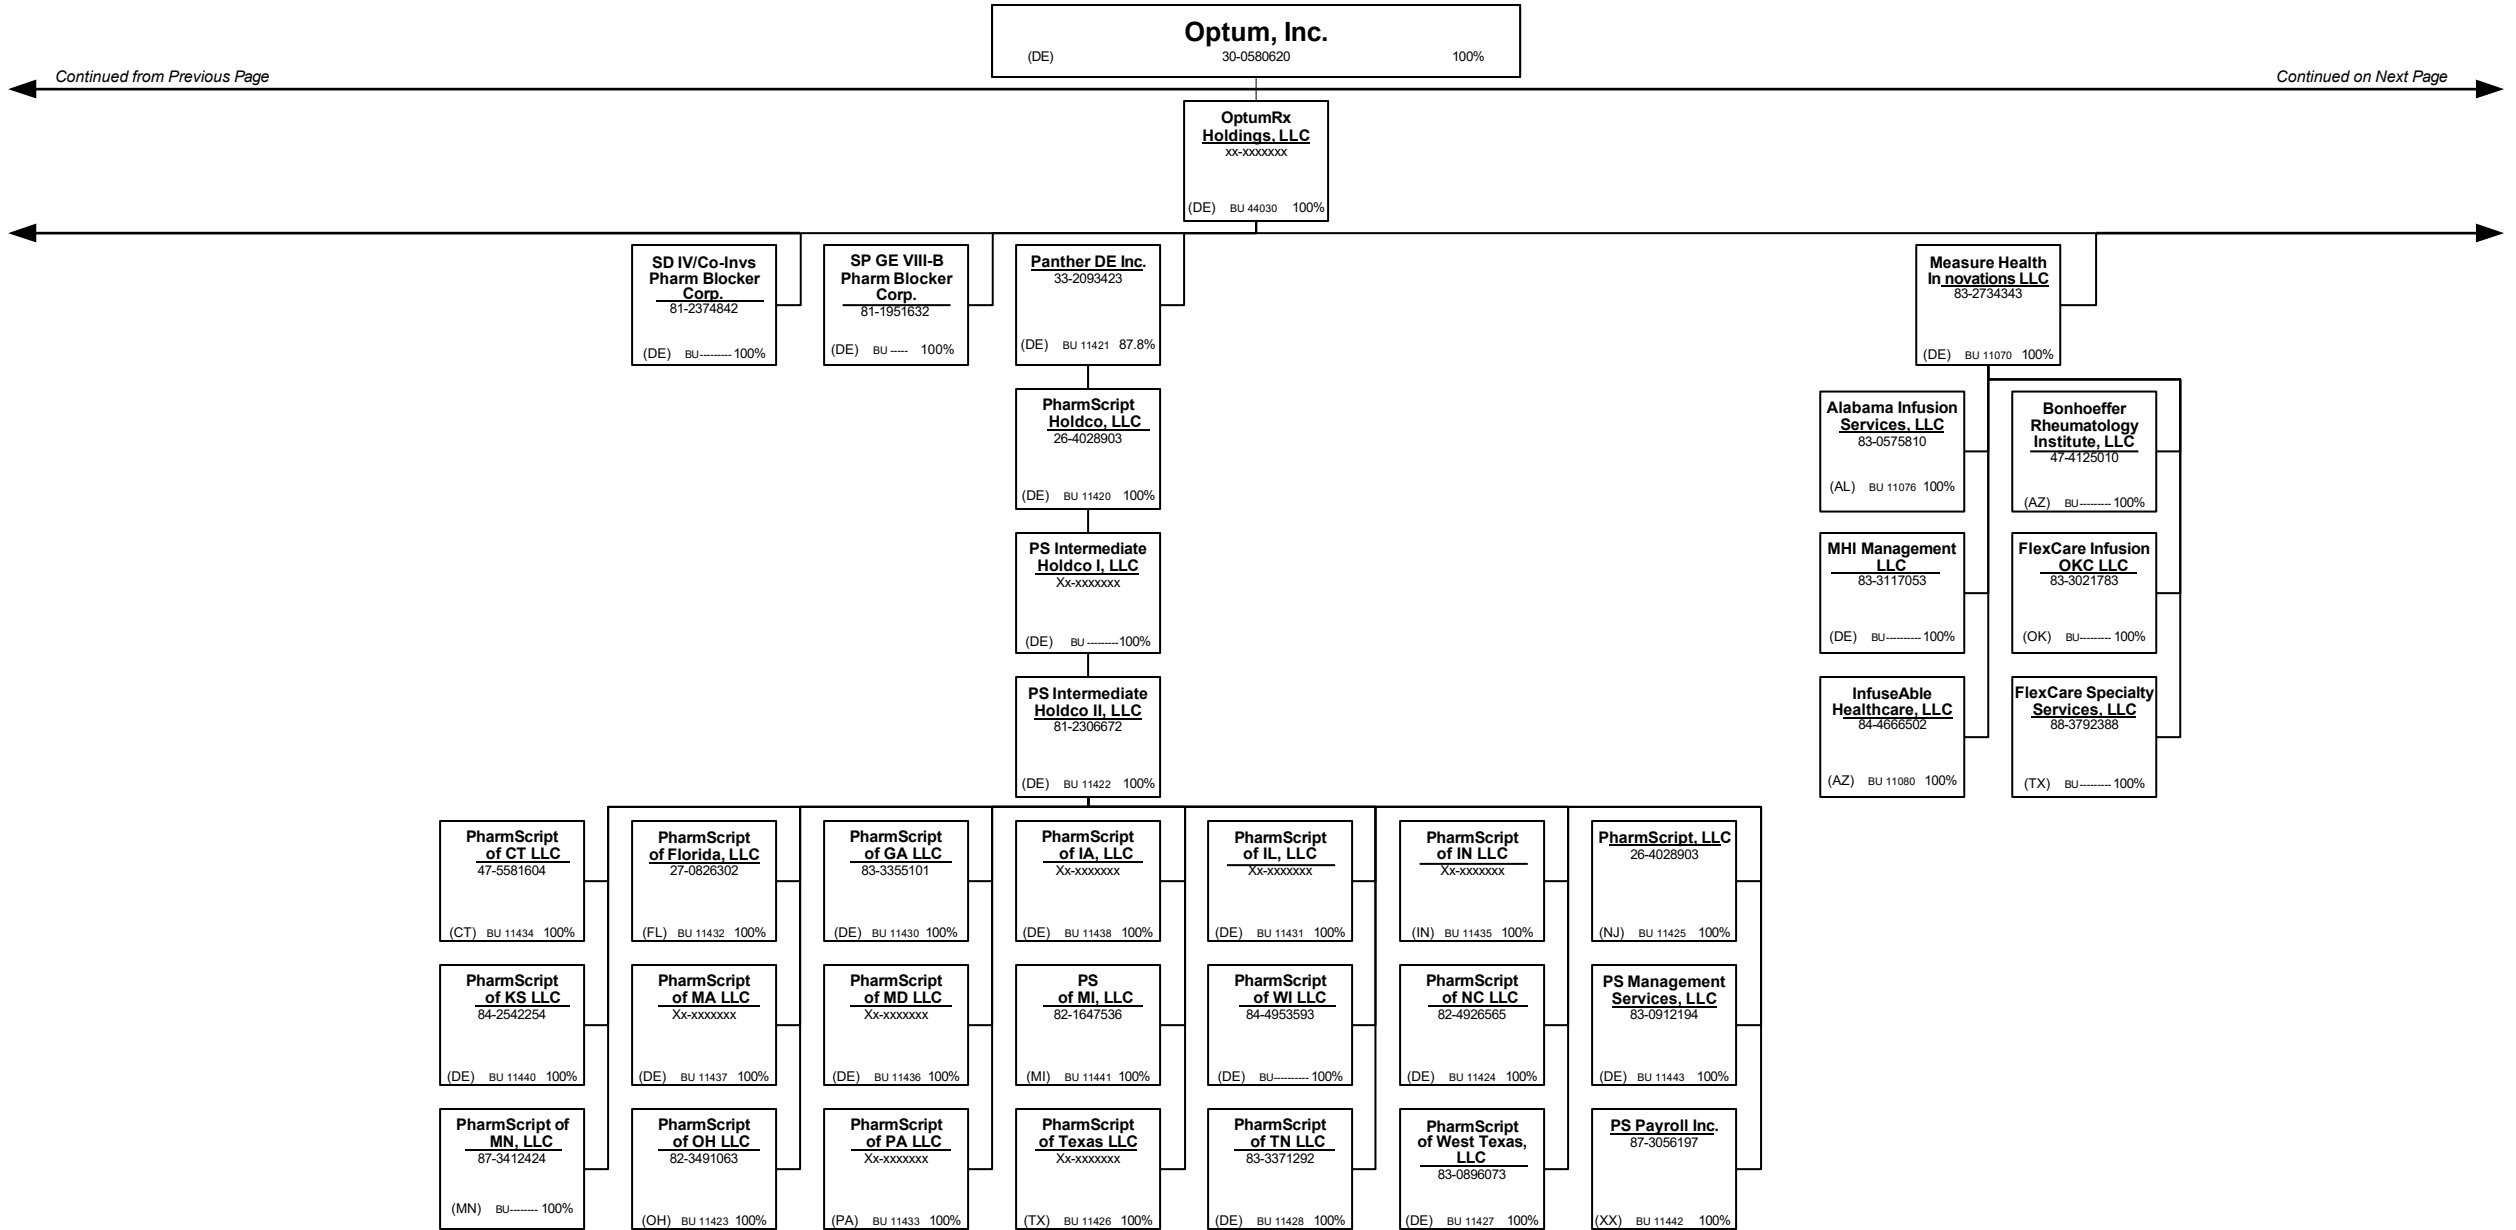 Optum, Inc.
(DE) 30-0580620 100%
Continued from Previous Page
Continued on Next Page
OptumRx
Holdings, LLC
xx-xxxxxxx
(DE) BU 44030 100%
SD IV/Co-Invs
Pharm Blocker
Corp.
81-2374842
(DE) BU--------- 100%
SP GE VIII-B
Pharm Blocker
Corp.
81-1951632
(DE) BU ----- 100%
Panther DE Inc.
33-2093423
(DE) BU 11421 87.8%
Measure Health
In novations LLC
83-2734343
(DE) BU 11070 100%
PharmScript
Holdco, LLC
26-4028903
(DE) BU 11420 100%
Alabama Infusion
Services, LLC
83-0575810
(AL) BU 11076 100%
Bonhoeffer
Rheumatology
Institute, LLC
47-4125010
(AZ) BU--------- 100%
PS Intermediate
Holdco I, LLC
Xx-xxxxxxx
(DE) BU ---------100%
MHI Management
LLC
83-3117053
(DE) BU---------- 100%
FlexCare Infusion
OKC LLC
83-3021783
(OK) BU--------- 100%
PS Intermediate
Holdco II, LLC
81-2306672
(DE) BU 11422 100%
InfuseAble
Healthcare, LLC
84-4666502
(AZ) BU 11080 100%
FlexCare Specialty
Services, LLC
88-3792388
(TX) BU--------- 100%
PharmScript
of CT LLC
47-5581604
(CT) BU 11434 100%
PharmScript
of Florida, LLC
27-0826302
(FL) BU 11432 100%
PharmScript
of GA LLC
83-3355101
(DE) BU 11430 100%
PharmScript
of IA, LLC
Xx-xxxxxxx
(DE) BU 11438 100%
PharmScript
of IL, LLC
Xx-xxxxxxx
(DE) BU 11431 100%
PharmScript
of IN LLC
Xx-xxxxxxx
(IN) BU 11435 100%
PharmScript, LLC
26-4028903
(NJ) BU 11425 100%
PharmScript
of KS LLC
84-2542254
(DE) BU 11440 100%
PharmScript
of MA LLC
Xx-xxxxxxx
(DE) BU 11437 100%
PharmScript
of MD LLC
Xx-xxxxxxx
(DE) BU 11436 100%
PS
of MI, LLC
82-1647536
(MI) BU 11441 100%
PharmScript
of WI LLC
84-4953593
(DE) BU---------- 100%
PharmScript
of NC LLC
82-4926565
(DE) BU 11424 100%
PS Management
Services, LLC
83-0912194
(DE) BU 11443 100%
PharmScript of
MN, LLC
87-3412424
(MN) BU-------- 100%
PharmScript
of OH LLC
82-3491063
(OH) BU 11423 100%
PharmScript
of PA LLC
Xx-xxxxxxx
(PA) BU 11433 100%
PharmScript
of Texas LLC
Xx-xxxxxxx
(TX) BU 11426 100%
PharmScript
of TN LLC
83-3371292
(DE) BU 11428 100%
PharmScript
of West Texas,
LLC
83-0896073
(DE) BU 11427 100%
PS Payroll Inc.
87-3056197
(XX) BU 11442 100%